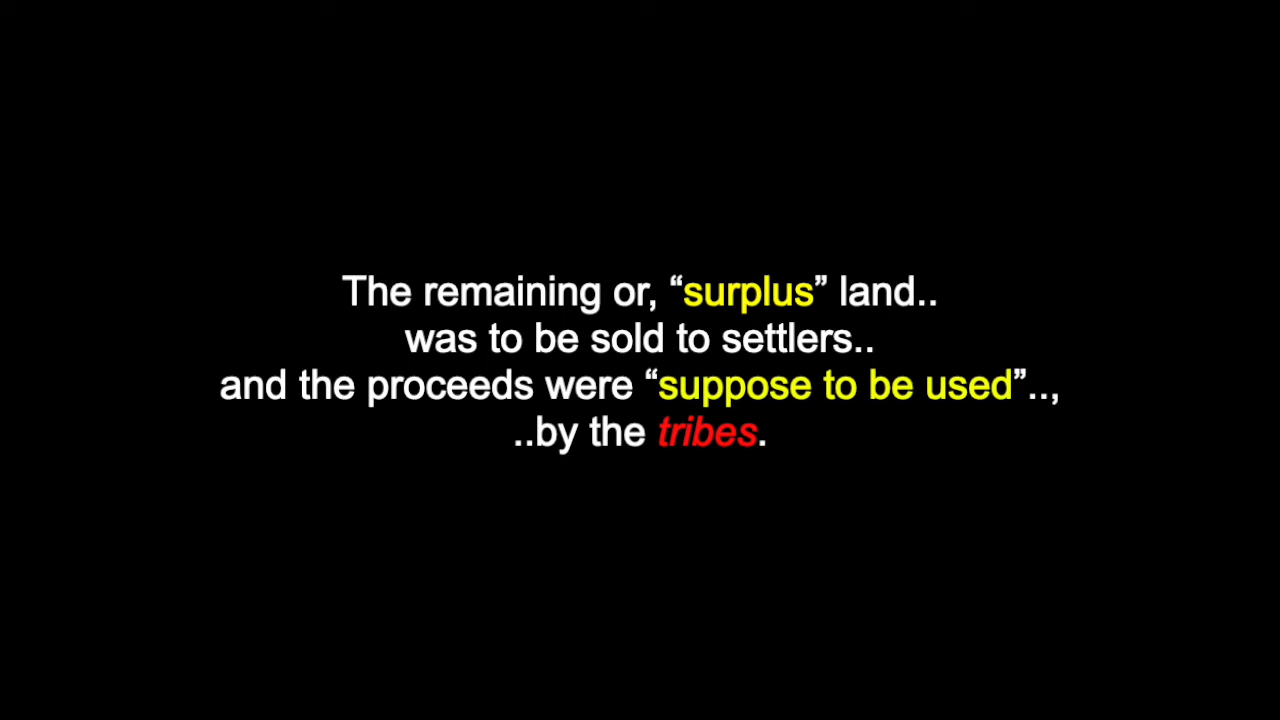 The remaining or, “surplus” land..
was to be sold to settlers..
and the proceeds were “suppose to be used”..,
..by the tribes.